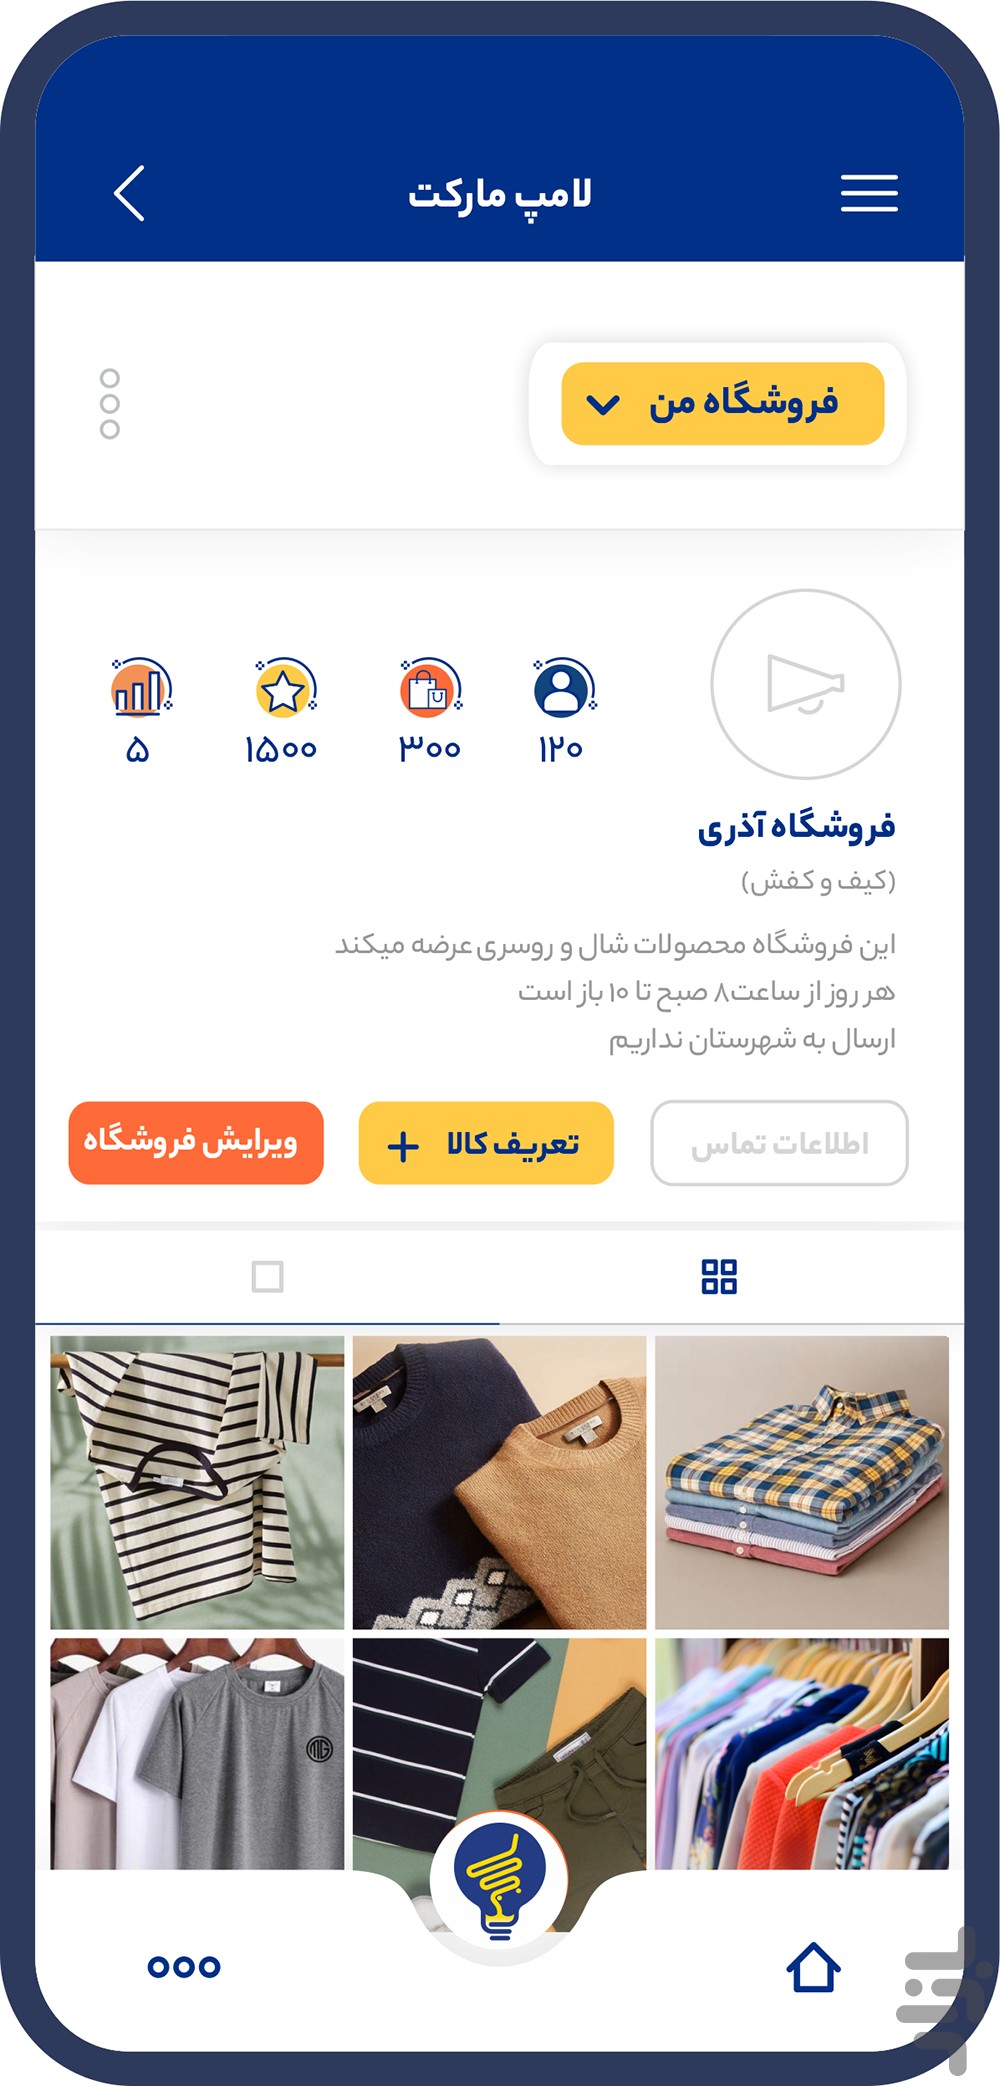 لامپ مارکت
فروشگاه من
۱۲۰ ۳۰۰ ۱۵۰۰ ۵
فروشگاه آذری
(کیف و کفش)
این فروشگاه محصولات شال و روسری عرضه میکند
هر روز از ساعت۸ صبح تا ۱۰ باز است
ارسال به شهرستان نداریم
اطلاعات تماس
تعریف کالا +
ویرایش فروشگاه
MG